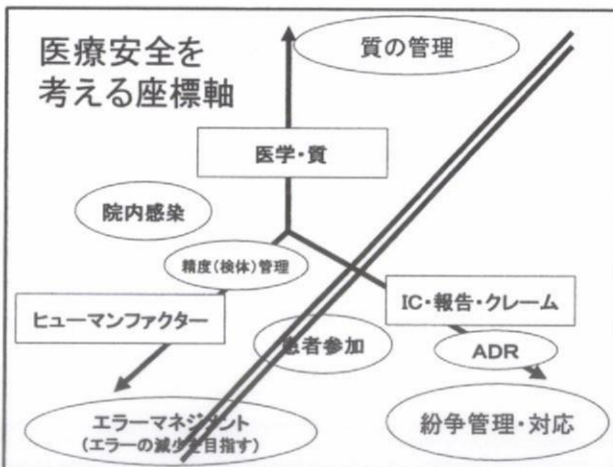 医療安全を
考える座標軸
質の管理
医学・質
院内感染
精度(検体)管理
IC・報告・クレーム
ヒューマンファクター
患者参加
ADR
エラーマネジメント
(エラーの減少を目指す)
紛争管理・対応